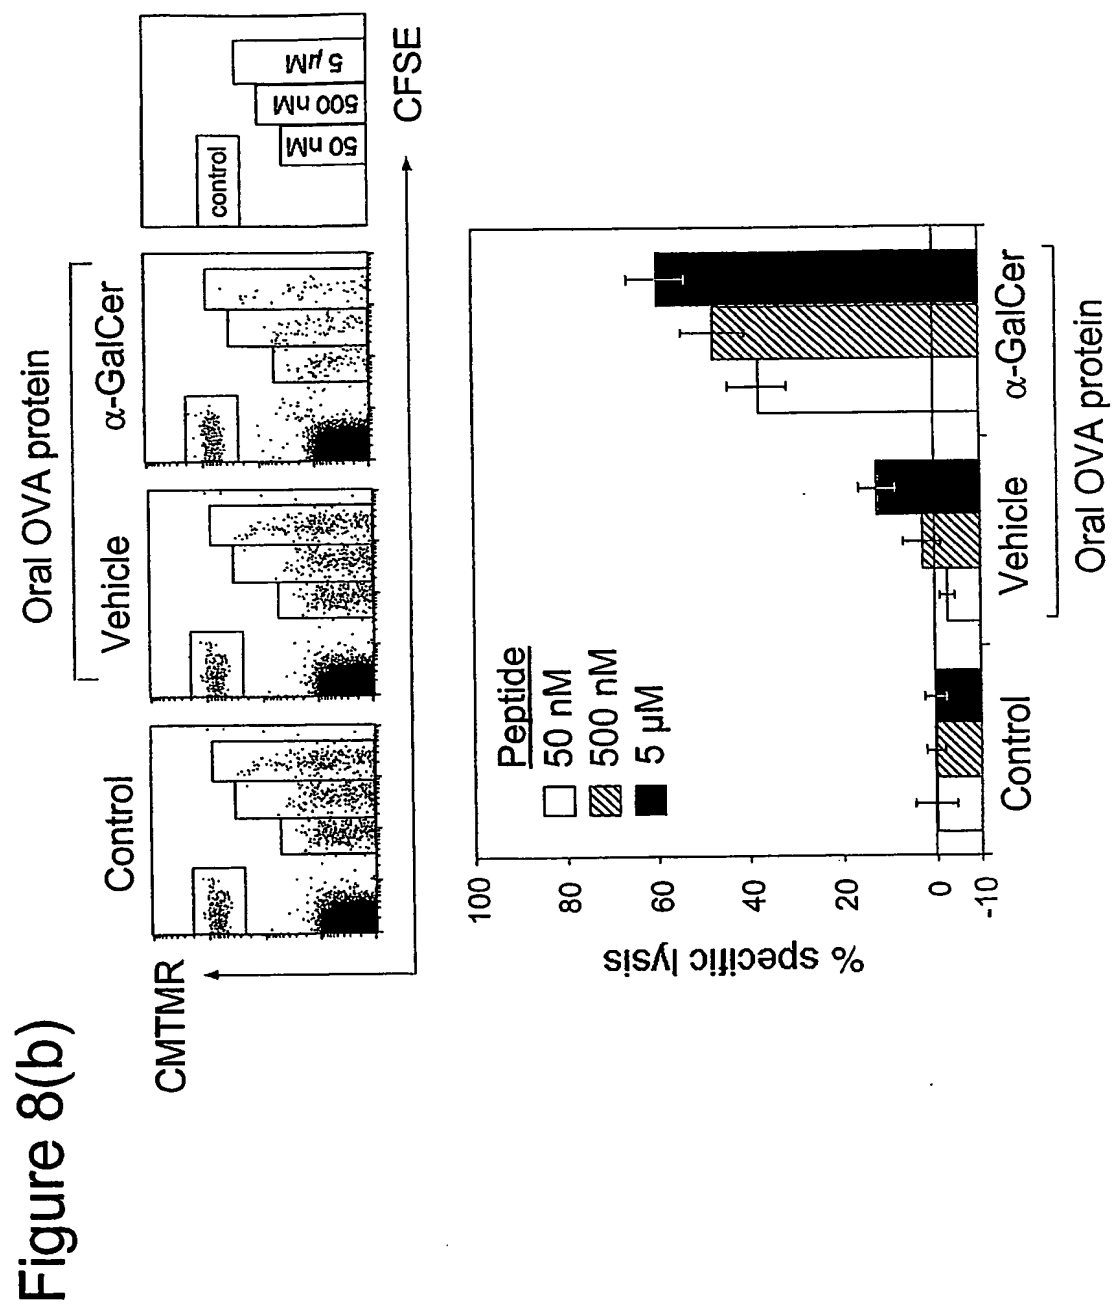 Figure 8(b)
Oral OVA protein
Control
Vehicle
α-GalCer
CMTMR
control
50 nM
500 nM
5 µM
CFSE
% specific lysis
100
80
60
40
20
0
-10
Peptide
50 nM
500 nM
5 µM
Control
Vehicle
α-GalCer
Oral OVA protein